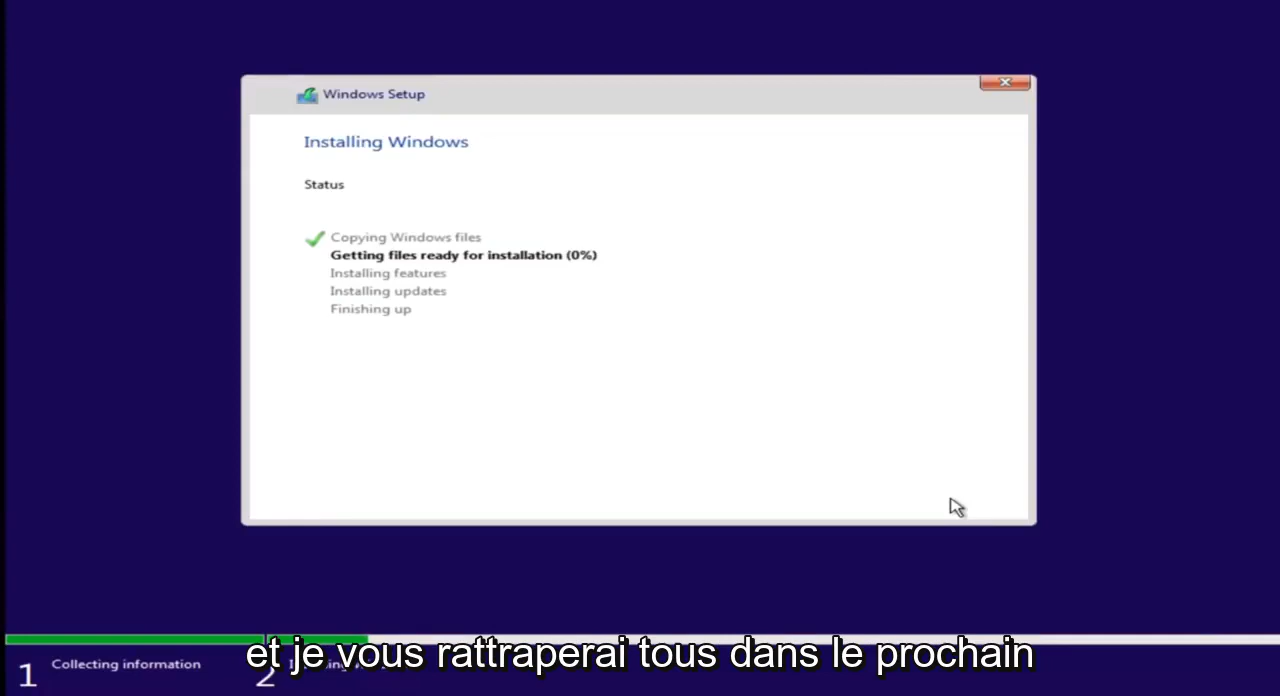 Windows Setup
Installing Windows
Status
Copying Windows files
Getting files ready for installation (0%)
Installing features
Installing updates
Finishing up
et je vous rattraperai tous dans le prochain
1 Collecting information
2